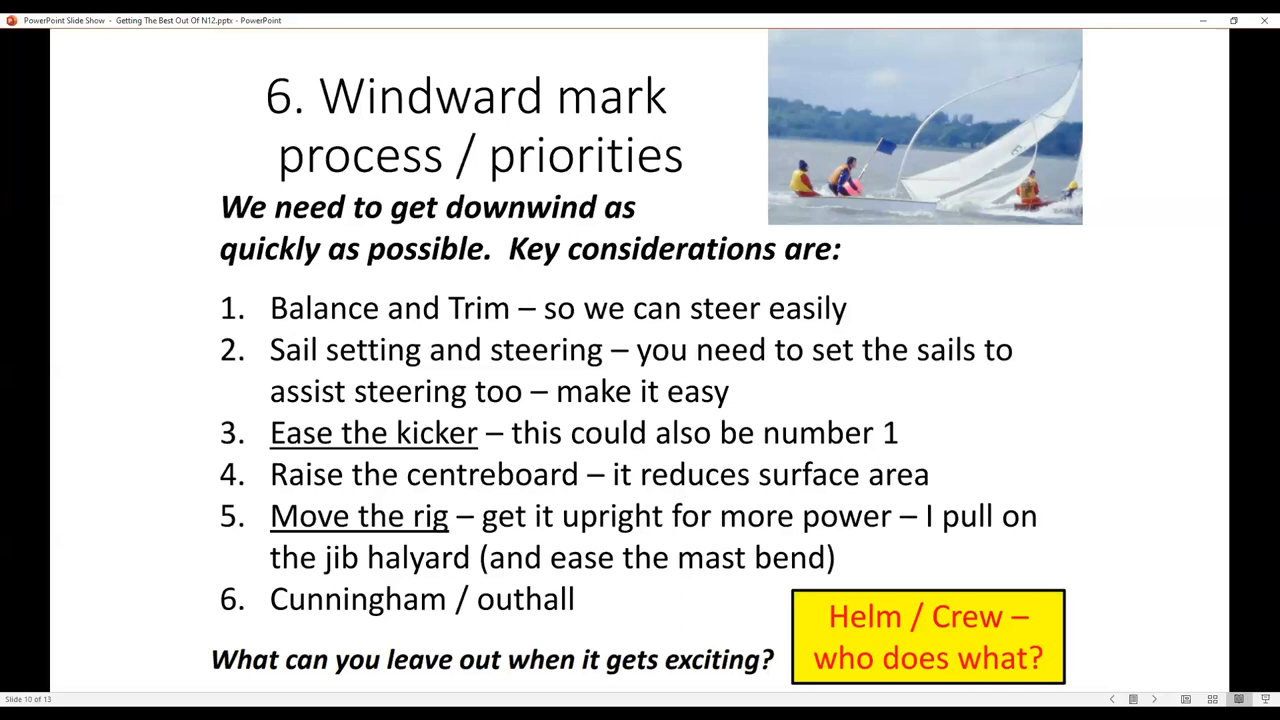 PowerPoint Slide Show - Getting The Best Out Of N12.pptx - PowerPoint
6. Windward mark
process / priorities
We need to get downwind as
quickly as possible. Key considerations are:
1. Balance and Trim – so we can steer easily
2. Sail setting and steering – you need to set the sails to
assist steering too – make it easy
3. Ease the kicker – this could also be number 1
4. Raise the centreboard – it reduces surface area
5. Move the rig – get it upright for more power – I pull on
the jib halyard (and ease the mast bend)
6. Cunningham / outhall
What can you leave out when it gets exciting?
Helm / Crew –
who does what?
Slide 10 of 13